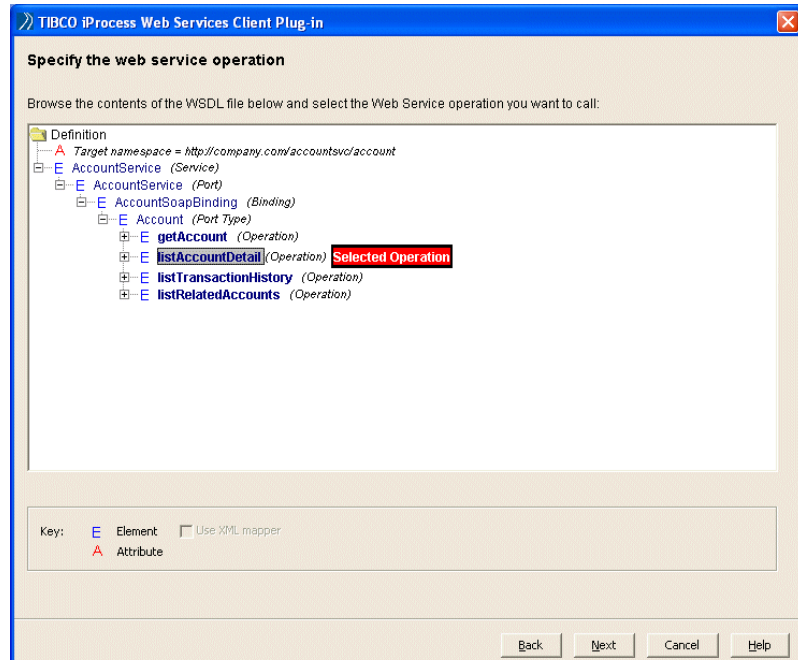 TIBCO iProcess Web Services Client Plug-in
Specify the web service operation
Browse the contents of the WSDL file below and select the Web Service operation you want to call:
Definition
A Target namespace = http://company.com/accountsvc/account
E AccountService (Service)
E AccountService (Port)
E AccountSoapBinding (Binding)
E Account (Port Type)
E getAccount (Operation)
E listAccountDetail (Operation) Selected Operation
E listTransactionHistory (Operation)
E listRelatedAccounts (Operation)
Key: E Element Use XML mapper
A Attribute
Back Next Cancel Help